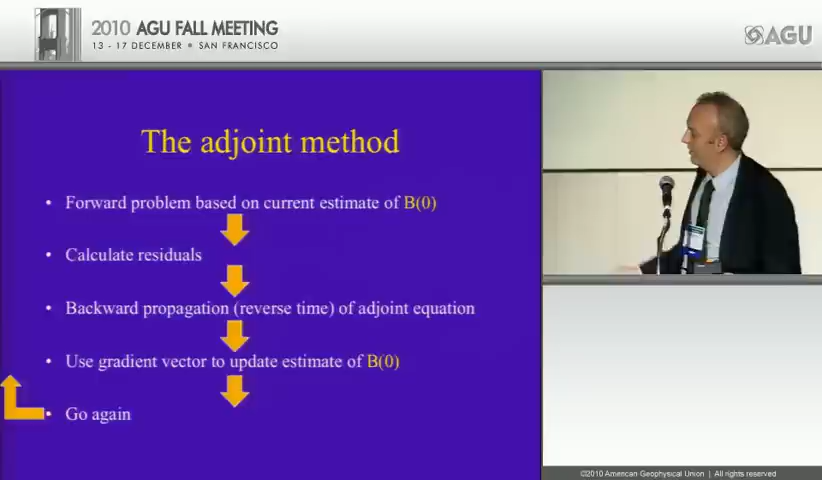 2010 AGU FALL MEETING
13 - 17 DECEMBER • SAN FRANCISCO
AGU
The adjoint method
• Forward problem based on current estimate of B(0)
• Calculate residuals
• Backward propagation (reverse time) of adjoint equation
• Use gradient vector to update estimate of B(0)
• Go again
©2010 American Geophysical Union | All rights reserved